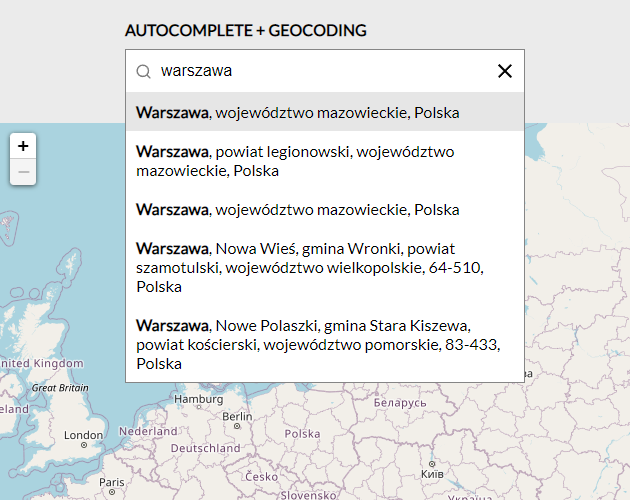 AUTOCOMPLETE + GEOCODING
warszawa
Warszawa, województwo mazowieckie, Polska
Warszawa, powiat legionowski, województwo
mazowieckie, Polska
Warszawa, województwo mazowieckie, Polska
Warszawa, Nowa Wieś, gmina Wronki, powiat
szamotulski, województwo wielkopolskie, 64-510,
Polska
Warszawa, Nowe Polaszki, gmina Stara Kiszewa,
powiat kościerski, województwo pomorskie, 83-433,
Polska
+
−
United Kingdom
Great Britain
London
Paris
Hamburg
Berlin
Nederland
Deutschland
Polska
Česko
Slovensko
Беларусь
Київ